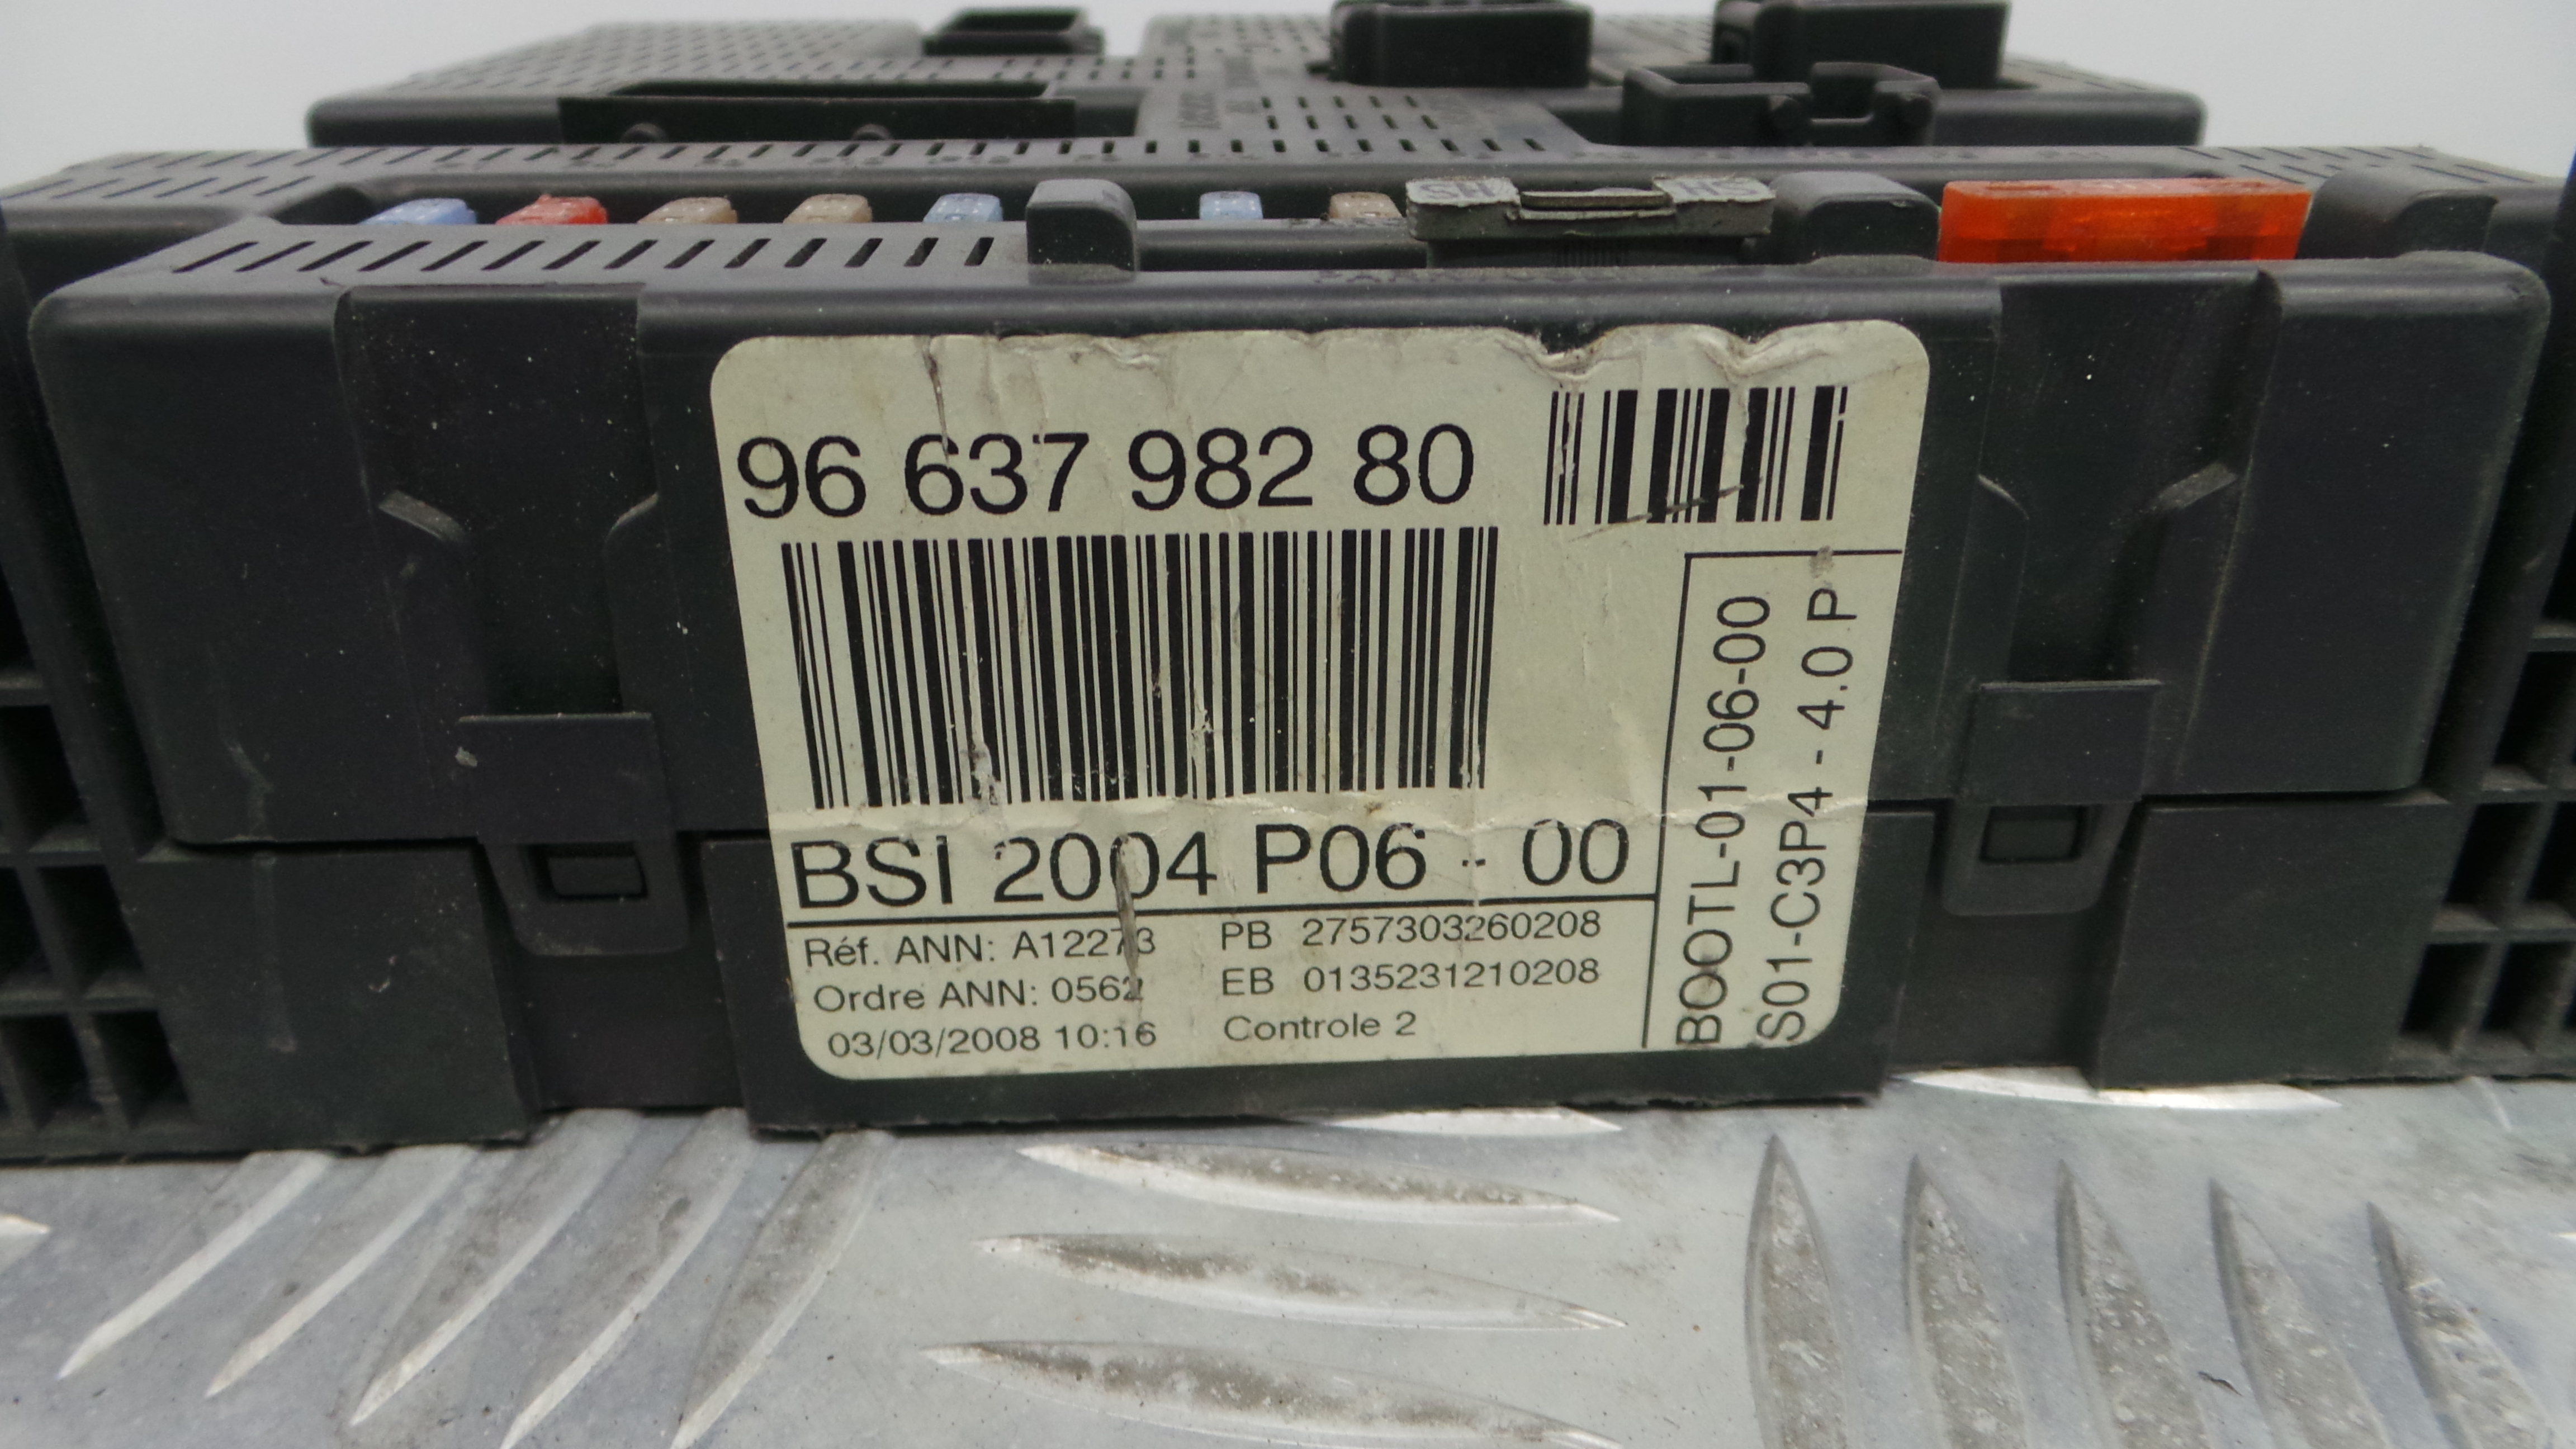 96 637 982 80
BSI 2004 P06 - 00
Réf. ANN: A12273 PB 2757303260208
Ordre ANN: 0562 EB 0135231210208
03/03/2008 10:16 Controle 2
BOOTL-01-06-00
S01-C3P4 - 4.0 P